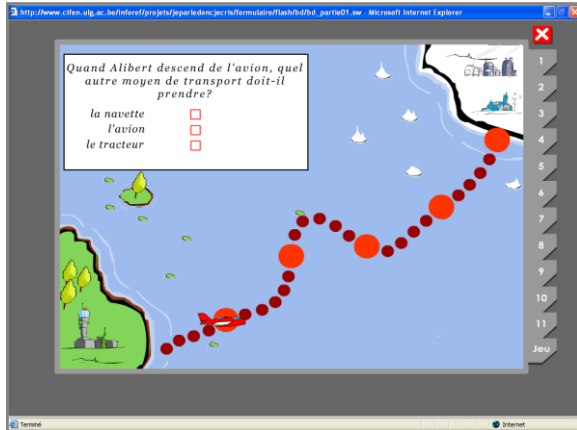 http://www.cifen.ulg.ac.be/inforef/projets/jeparledoncjecris/formulaire/flash/bd/bd_partie01.sw - Microsoft Internet Explorer
Quand Alibert descend de l'avion, quel
autre moyen de transport doit-il
prendre?
la navette
l'avion
le tracteur
1
2
3
4
5
6
7
8
9
10
11
Jeu
Terminé
Internet